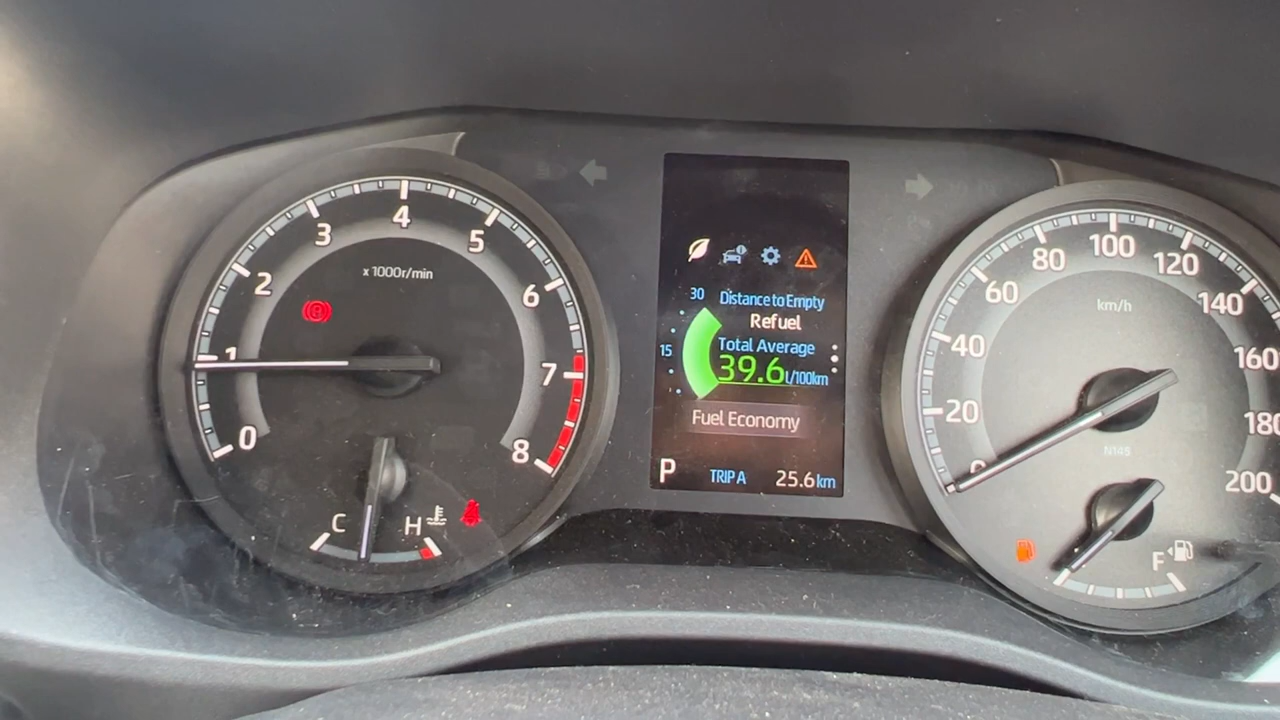 0
1
2
3
4
5
6
7
8
x 1000r/min
C
H
30
Distance to Empty
Refuel
15
Total Average
39.6 L/100km
Fuel Economy
P TRIP A 25.6 km
0
20
40
60
80
100
120
140
160
180
200
km/h
N145
F